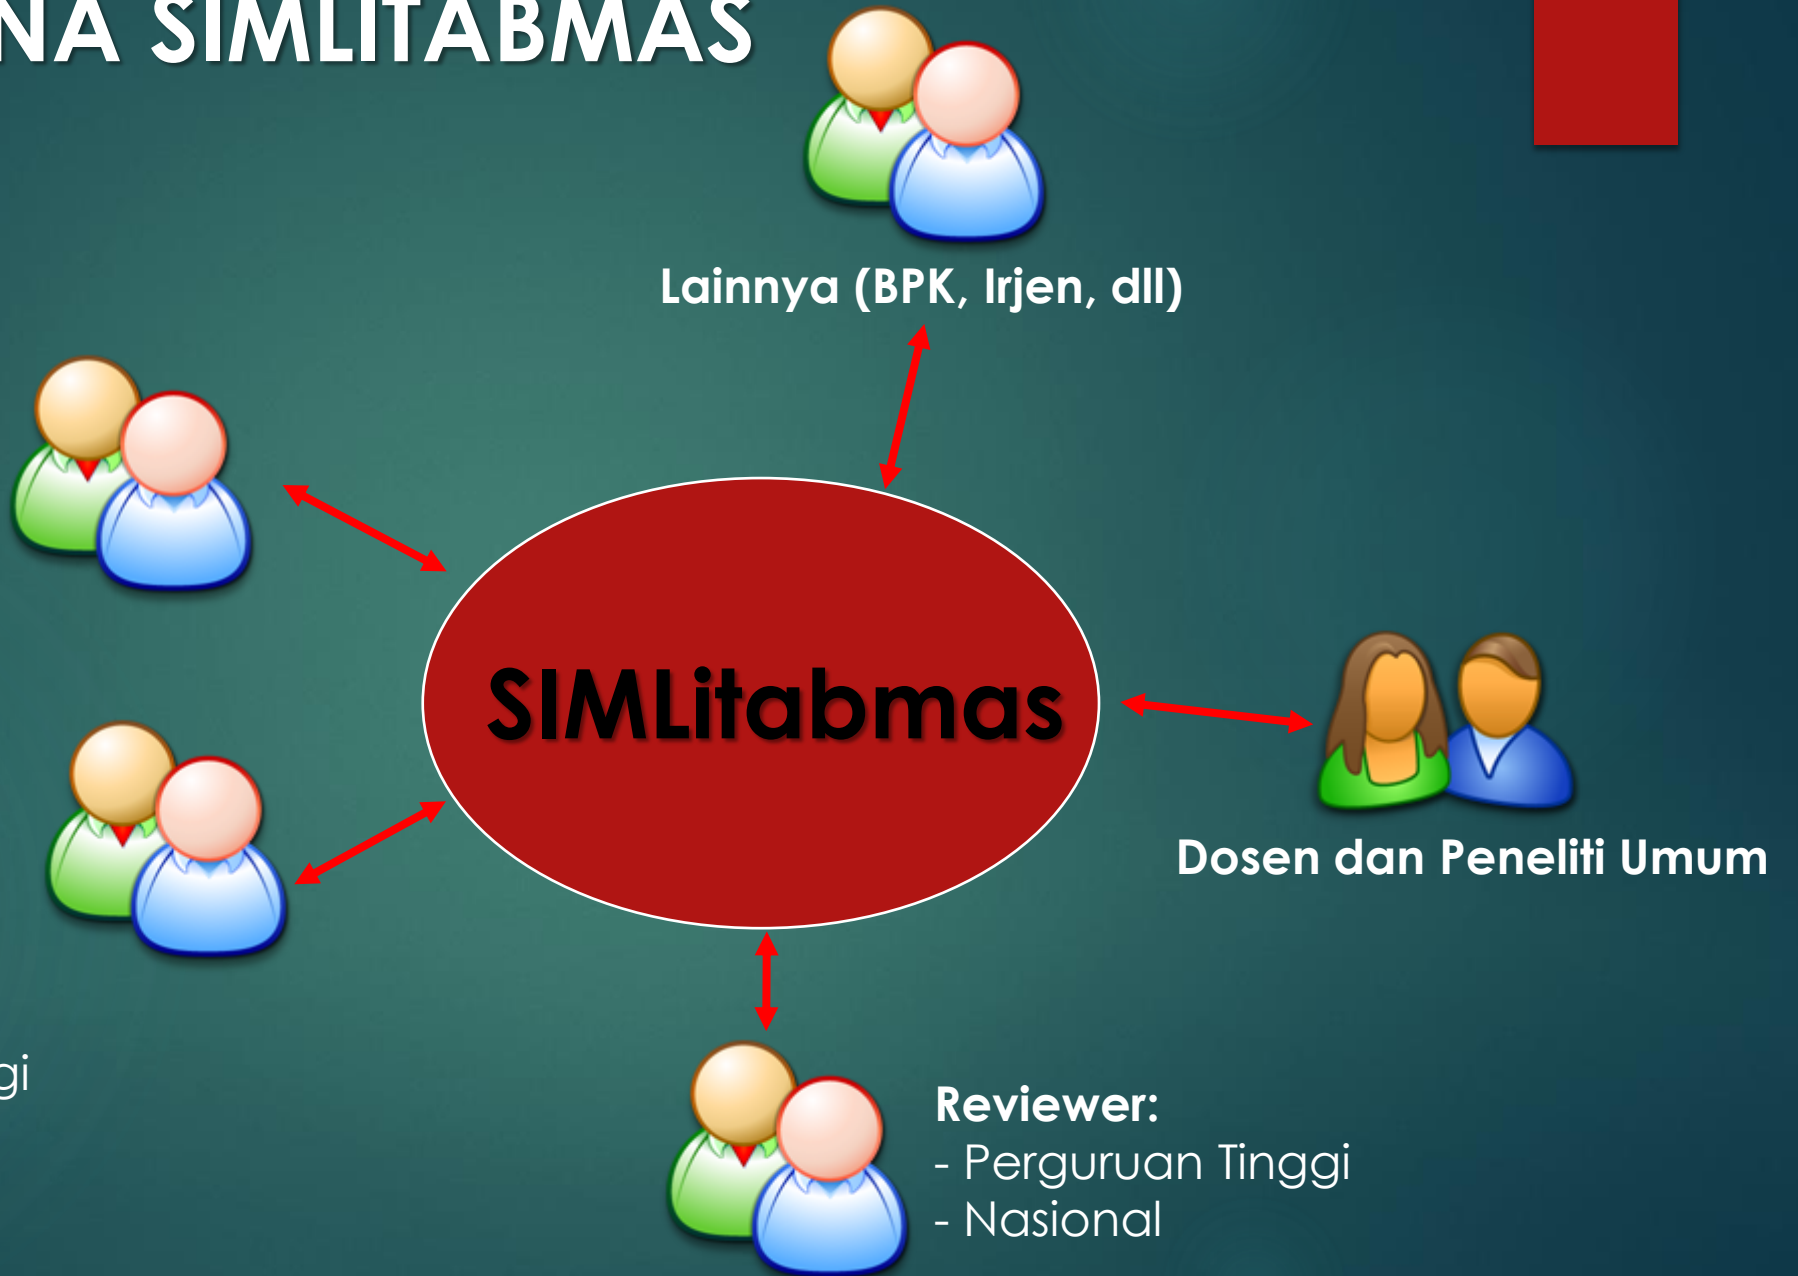 NA SIMLITABMAS
Lainnya (BPK, Irjen, dll)
SIMLitabmas
Dosen dan Peneliti Umum
gi
Reviewer:
- Perguruan Tinggi
- Nasional